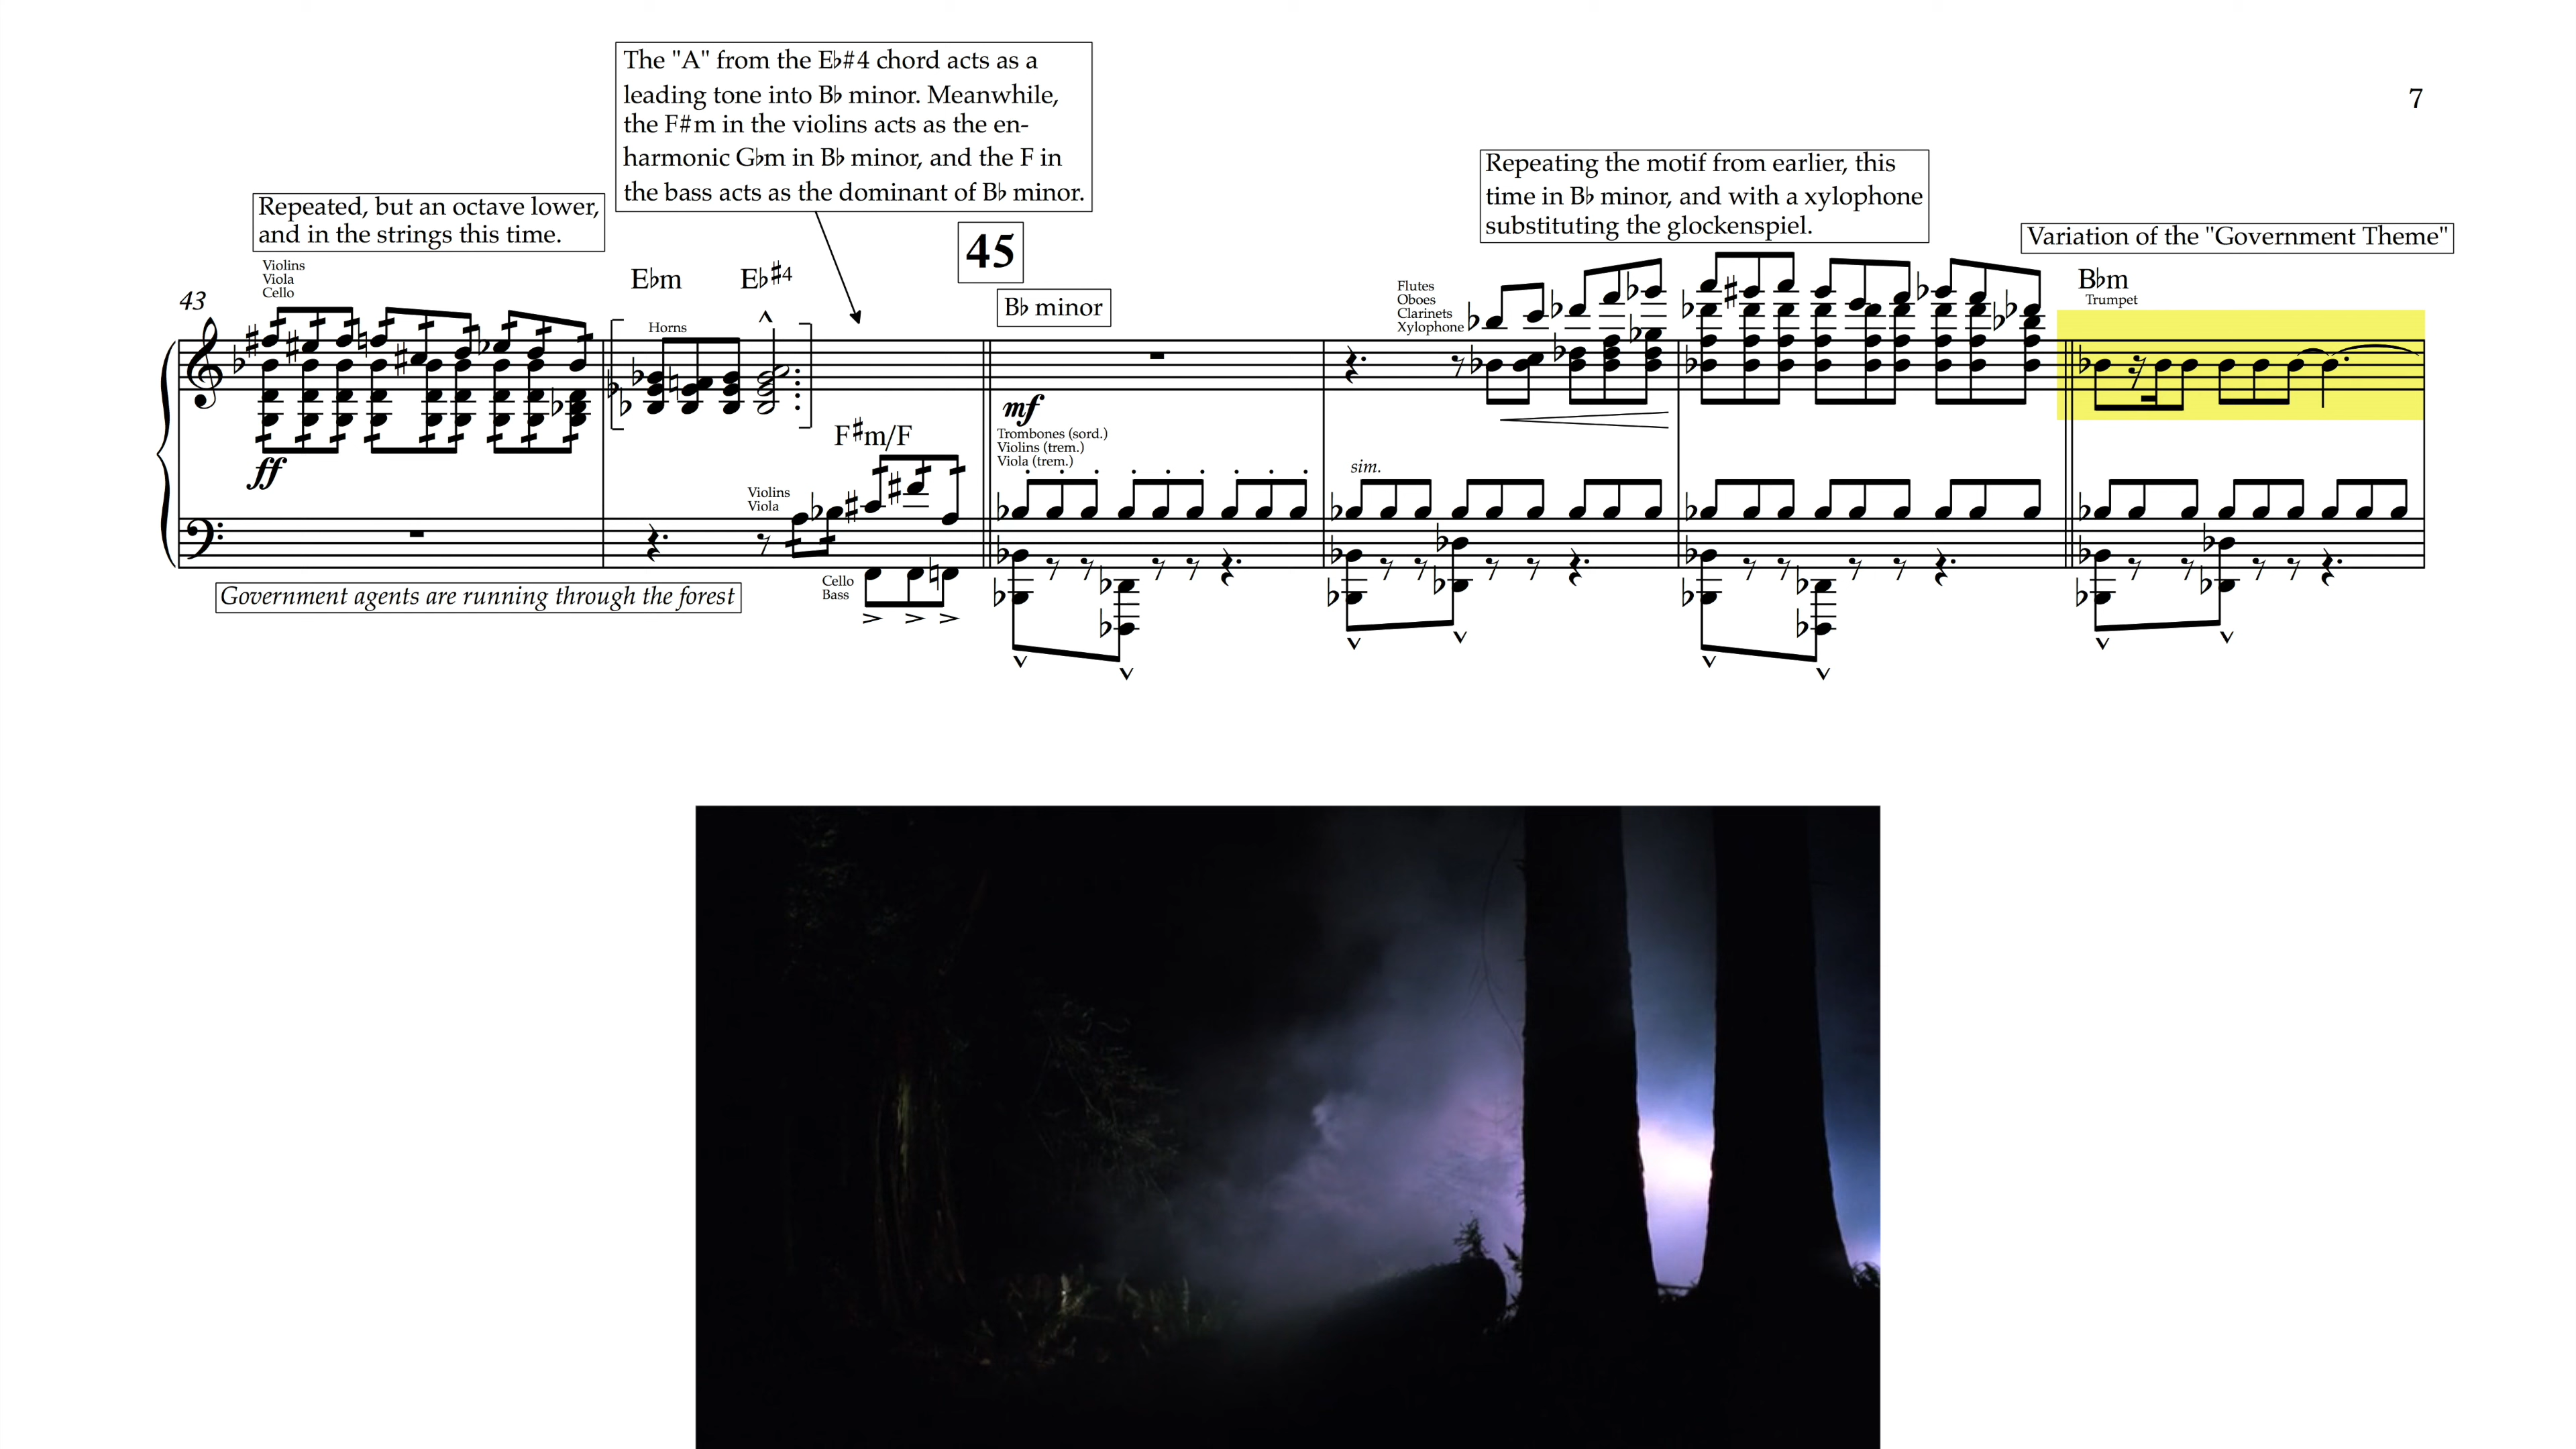 7
The "A" from the E♭#4 chord acts as a
leading tone into B♭ minor. Meanwhile,
the F#m in the violins acts as the en-
harmonic G♭m in B♭ minor, and the F in
the bass acts as the dominant of B♭ minor.
Repeated, but an octave lower,
and in the strings this time.
Repeating the motif from earlier, this
time in B♭ minor, and with a xylophone
substituting the glockenspiel.
Variation of the "Government Theme"
45
B♭ minor
43
Violins
Viola
Cello
E♭m
E♭#4
Horns
Flutes
Oboes
Clarinets
Xylophone
B♭m
Trumpet
ff
mf
F#m/F
Trombones (sord.)
Violins (trem.)
Viola (trem.)
sim.
Violins
Viola
Cello
Bass
Government agents are running through the forest